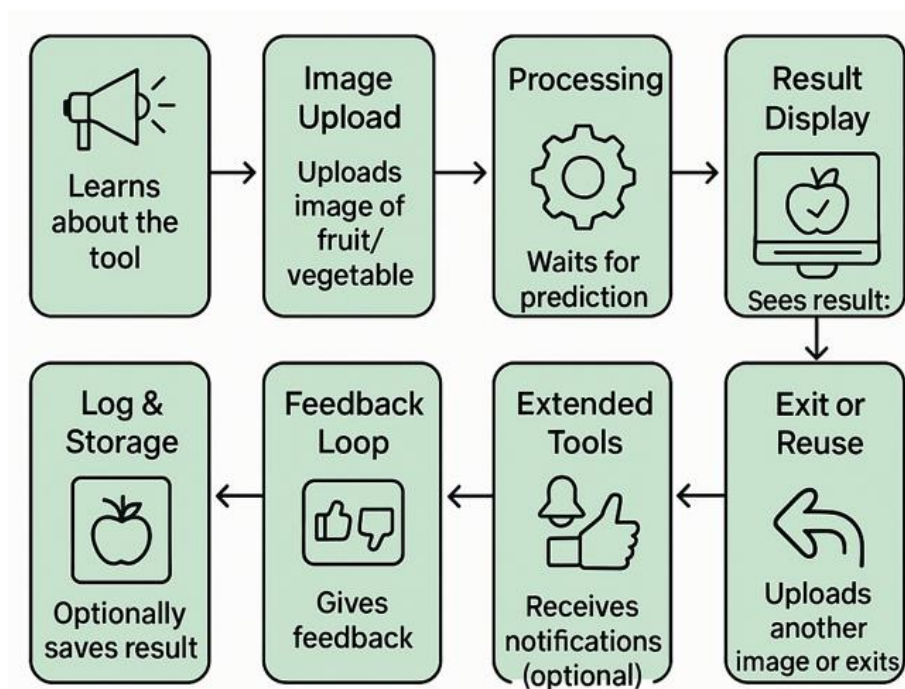 Learns
about the
tool
Image
Upload
Uploads
image of
fruit/
vegetable
Processing
Waits for
prediction
Result
Display
Sees result:
Exit or
Reuse
Uploads
another
image or exits
Extended
Tools
Receives
notifications
(optional)
Feedback
Loop
Gives
feedback
Log &
Storage
Optionally
saves result